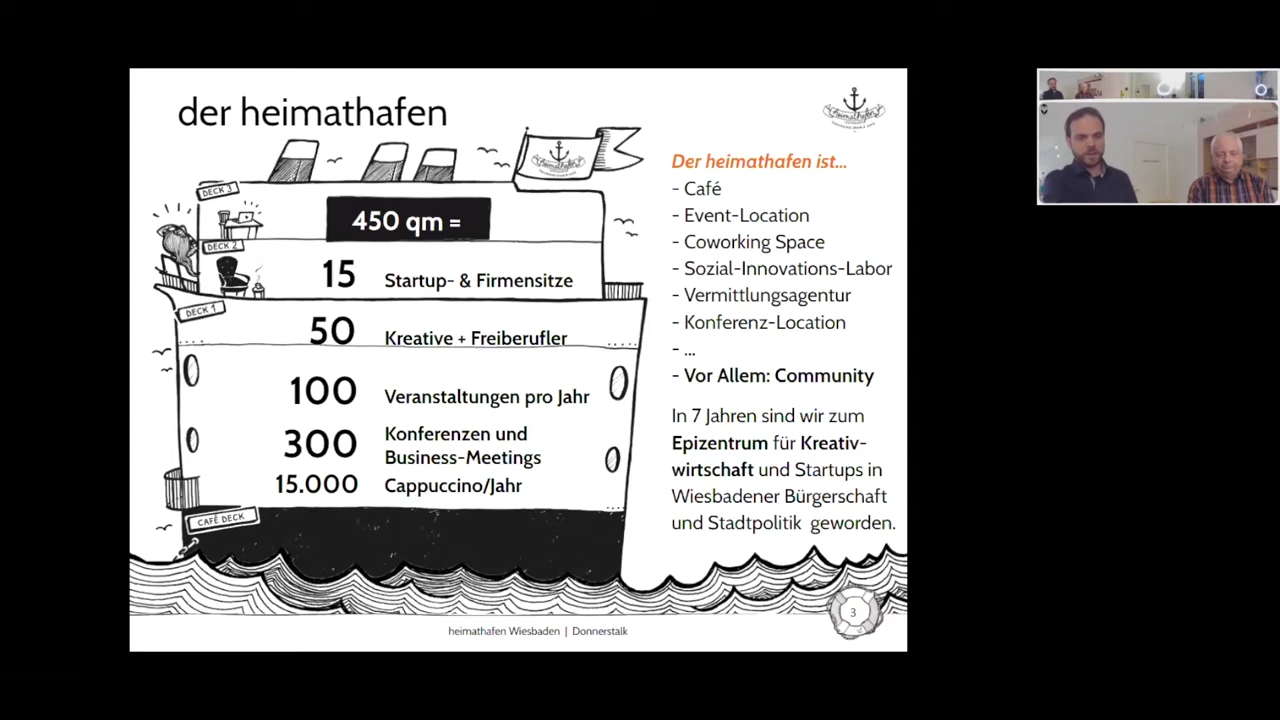 der heimathafen
heimathafen
DECK 3
450 qm =
DECK 2
15 Startup- & Firmensitze
DECK 1
50 Kreative + Freiberufler
100 Veranstaltungen pro Jahr
300 Konferenzen und
Business-Meetings
15.000 Cappuccino/Jahr
CAFÉ DECK
heimathafen
Der heimathafen ist...
- Café
- Event-Location
- Coworking Space
- Sozial-Innovations-Labor
- Vermittlungsagentur
- Konferenz-Location
- ...
- Vor Allem: Community
In 7 Jahren sind wir zum
Epizentrum für Kreativ-
wirtschaft und Startups in
Wiesbadener Bürgerschaft
und Stadtpolitik geworden.
3
heimathafen Wiesbaden | Donnerstalk